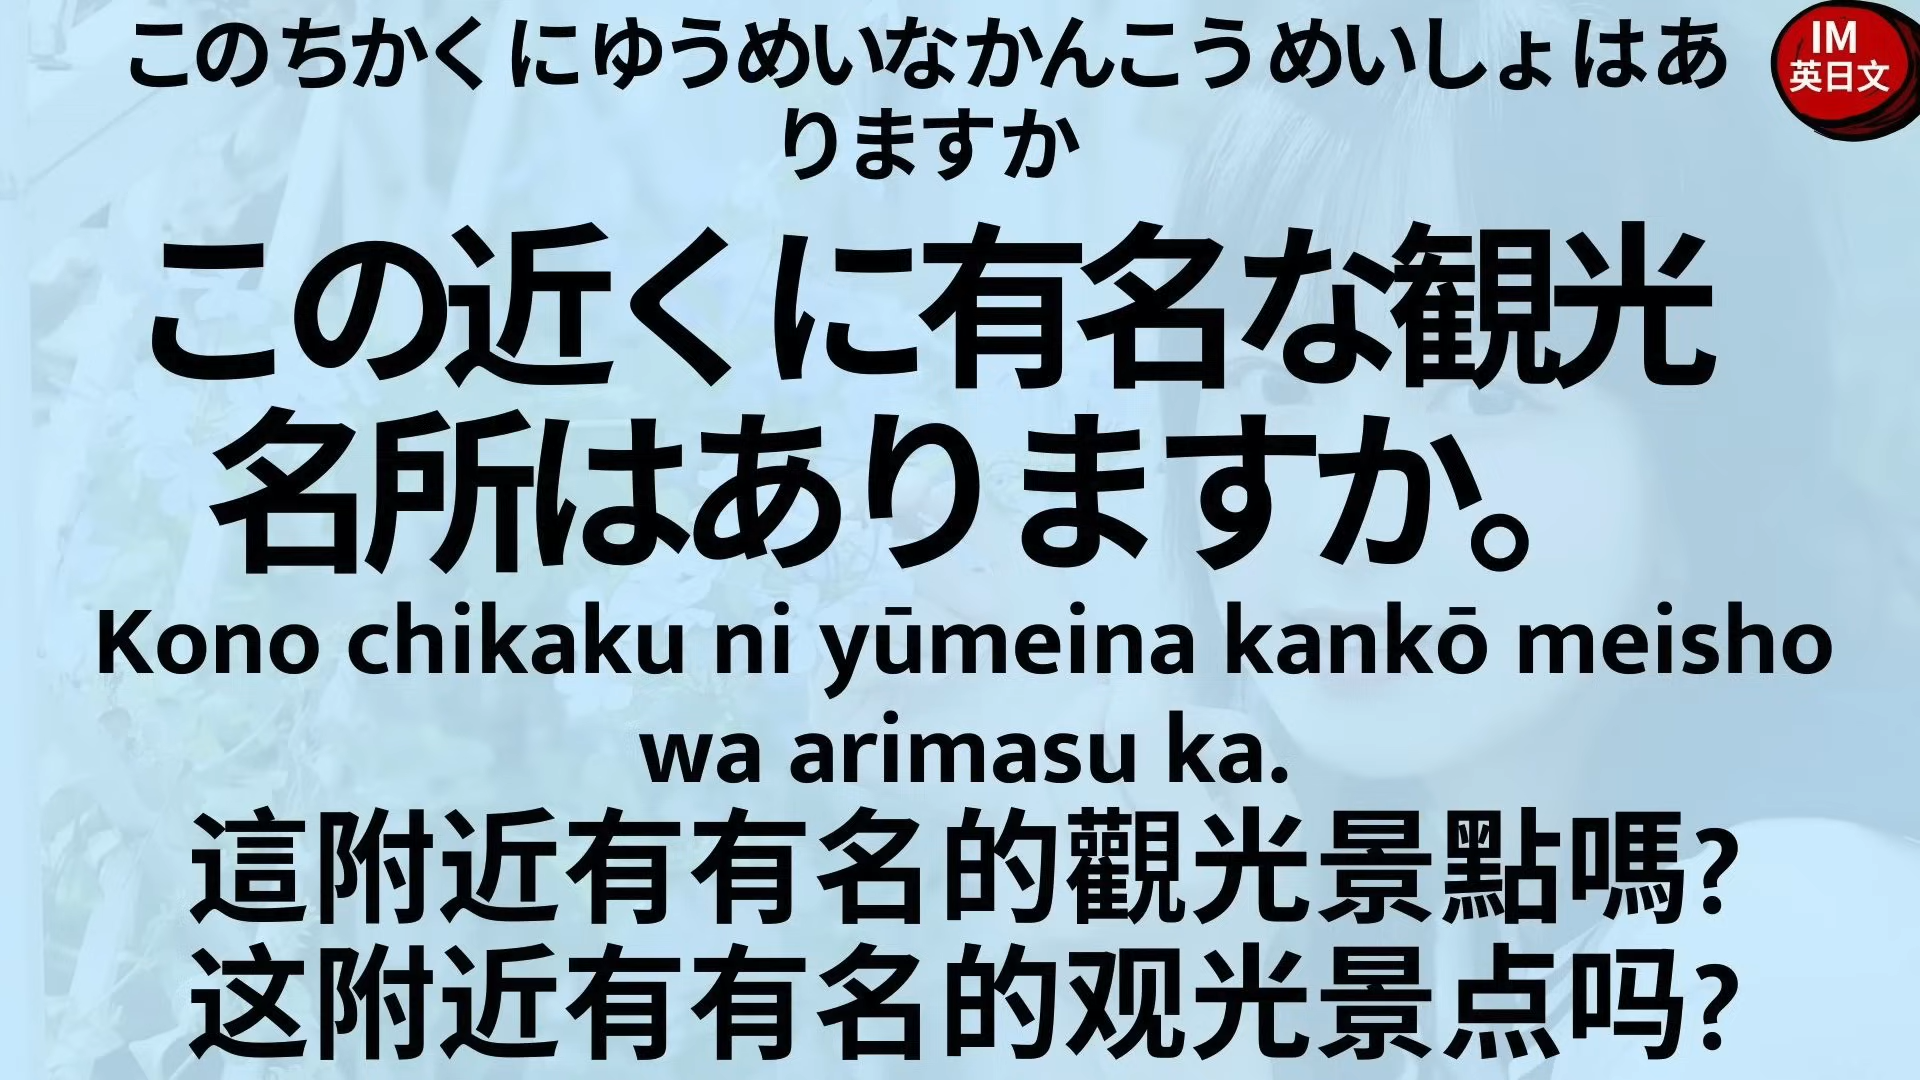 このちかくにゆうめいなかんこうめいしょはあ
りますか
IM
英日文
この近くに有名な観光
名所はありますか。
Kono chikaku ni yūmeina kankō meisho
wa arimasu ka.
這附近有有名的觀光景點嗎?
这附近有有名的观光景点吗?